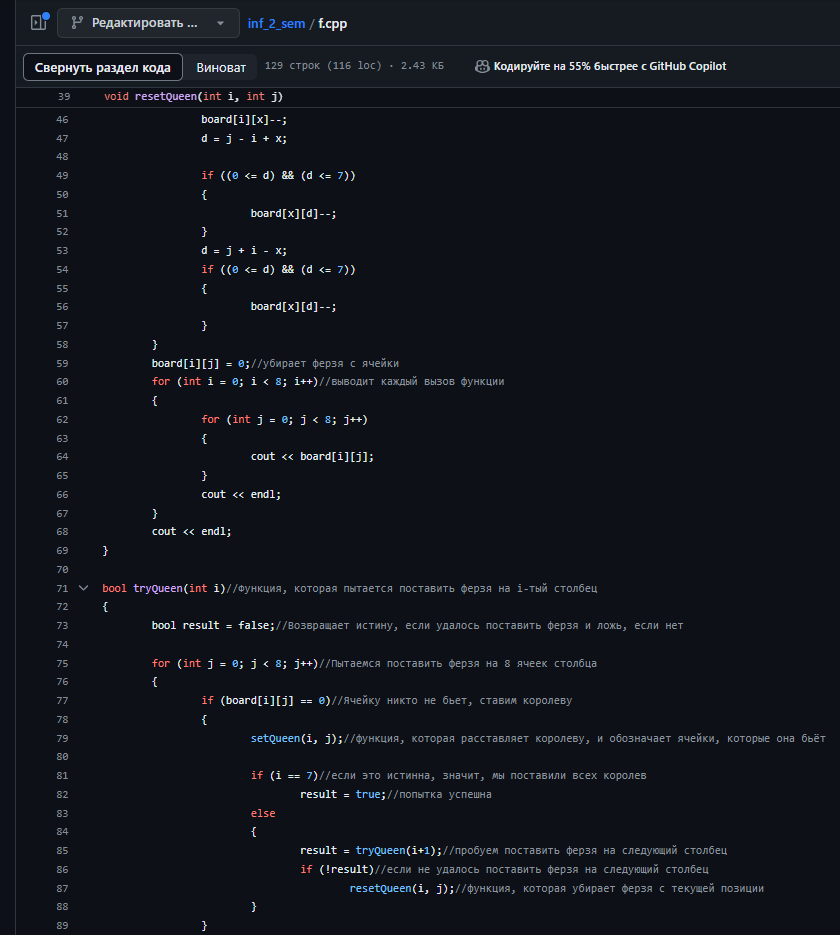 Редактировать ...
inf_2_sem / f.cpp
Свернуть раздел кода Виноват 129 строк (116 loc) · 2.43 КБ Кодируйте на 55% быстрее с GitHub Copilot
39 void resetQueen(int i, int j)
46 board[i][x]--;
47 d = j - i + x;
48
49 if ((0 <= d) && (d <= 7))
50 {
51 board[x][d]--;
52 }
53 d = j + i - x;
54 if ((0 <= d) && (d <= 7))
55 {
56 board[x][d]--;
57 }
58 }
59 board[i][j] = 0;//убирает ферзя с ячейки
60 for (int i = 0; i < 8; i++)//выводит каждый вызов функции
61 {
62 for (int j = 0; j < 8; j++)
63 {
64 cout << board[i][j];
65 }
66 cout << endl;
67 }
68 cout << endl;
69 }
70
71 bool tryQueen(int i)//Функция, которая пытается поставить ферзя на i-тый столбец
72 {
73 bool result = false;//Возвращает истину, если удалось поставить ферзя и ложь, если нет
74
75 for (int j = 0; j < 8; j++)//Пытаемся поставить ферзя на 8 ячеек столбца
76 {
77 if (board[i][j] == 0)//Ячейку никто не бьет, ставим королеву
78 {
79 setQueen(i, j);//функция, которая расставляет королеву, и обозначает ячейки, которые она бьёт
80
81 if (i == 7)//если это истинна, значит, мы поставили всех королев
82 result = true;//попытка успешна
83 else
84 {
85 result = tryQueen(i+1);//пробуем поставить ферзя на следующий столбец
86 if (!result)//если не удалось поставить ферзя на следующий столбец
87 resetQueen(i, j);//функция, которая убирает ферзя с текущей позиции
88 }
89 }